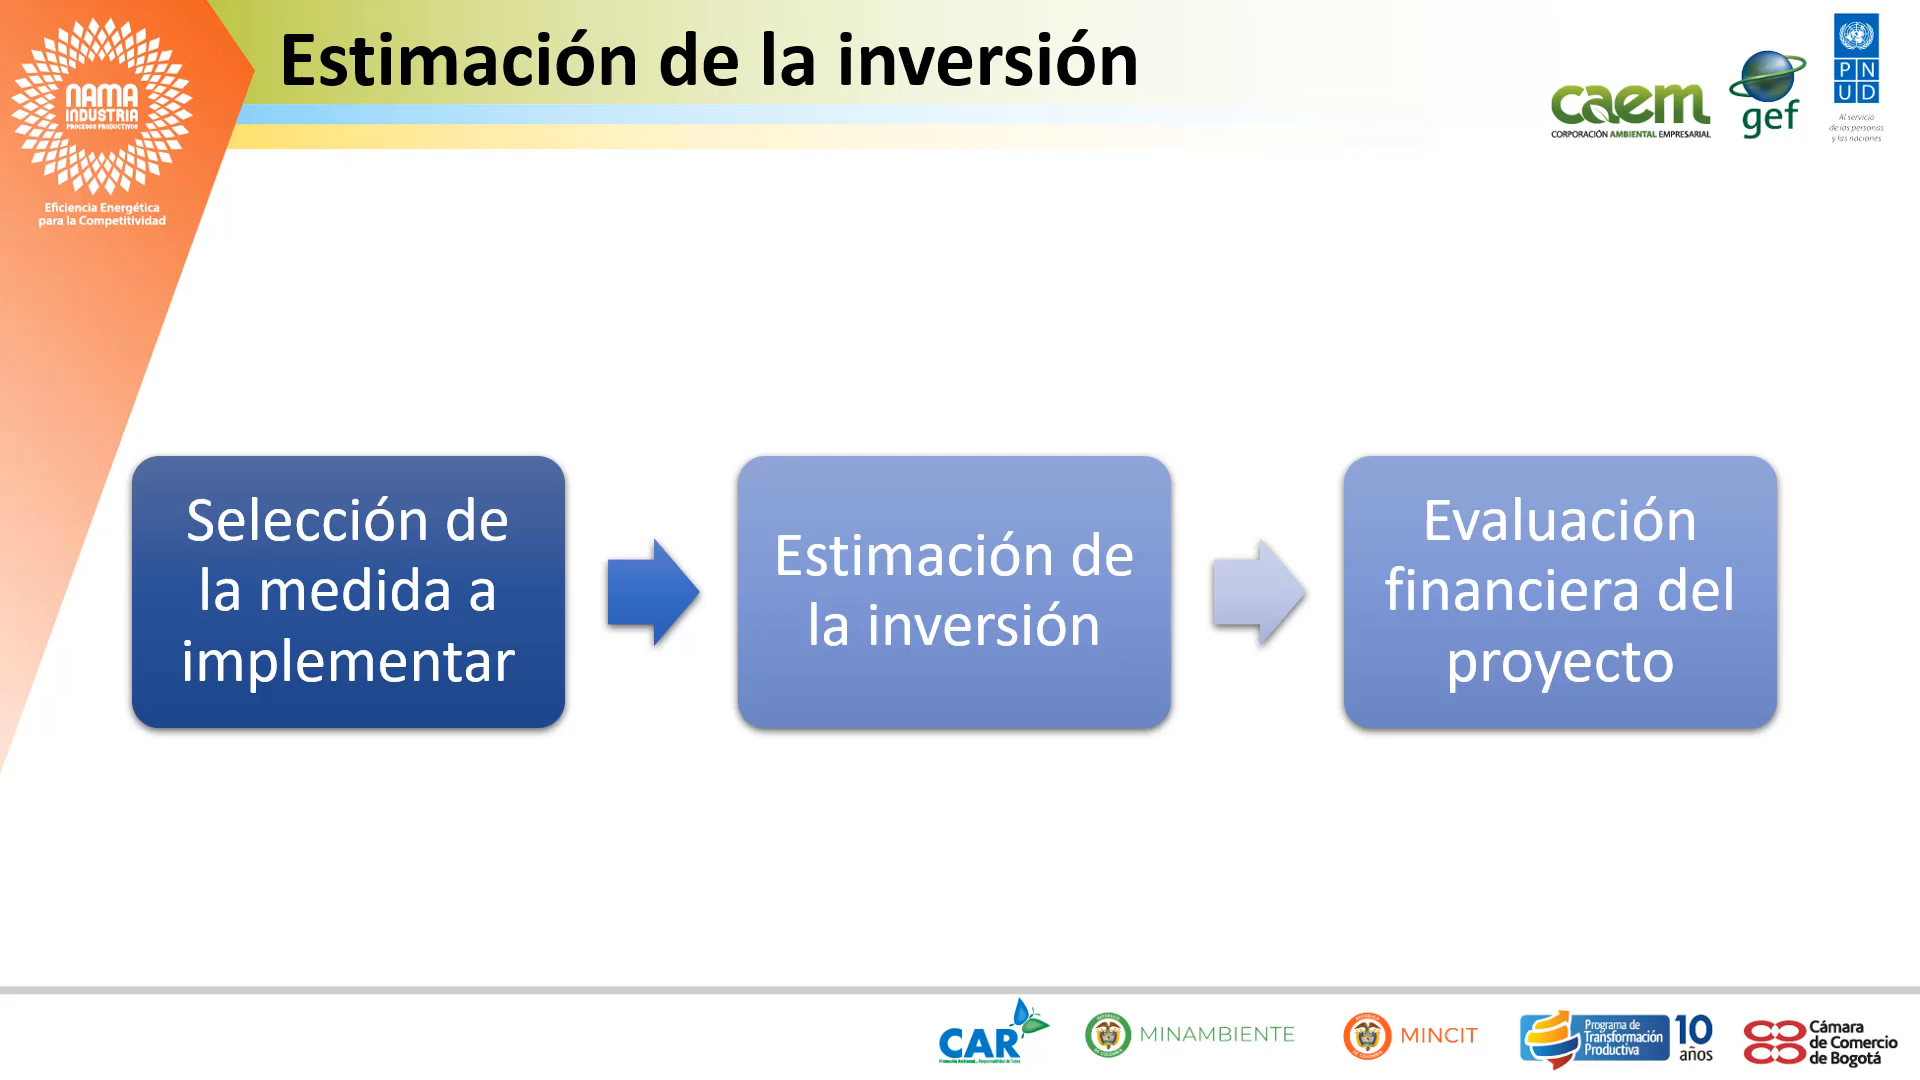 Estimación de la inversión
NAMA
INDUSTRIA
PROCESOS PRODUCTIVOS
Eficiencia Energética
para la Competitividad
caem
CORPORACIÓN AMBIENTAL EMPRESARIAL
gef
P N
U D
Al servicio
de las personas
y las naciones
Selección de
la medida a
implementar
Estimación de
la inversión
Evaluación
financiera del
proyecto
CAR
MINAMBIENTE
MINCIT
Programa de
Transformación
Productiva
10
años
Cámara
de Comercio
de Bogotá